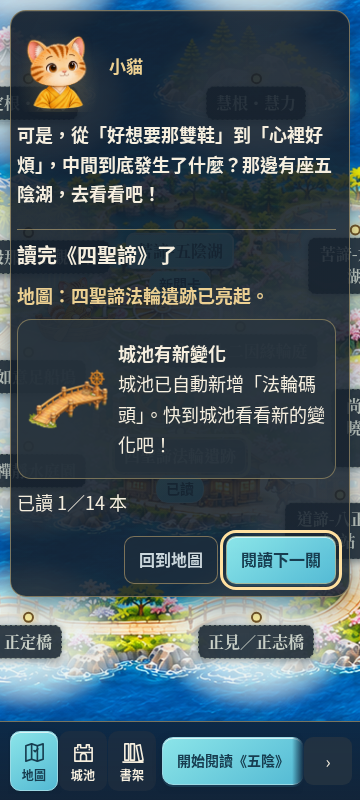 小貓
慧根・慧力
可是，從「好想要那雙鞋」到「心裡好
煩」，中間到底發生了什麼？那邊有座五
陰湖，去看看吧！
讀完《四聖諦》了
地圖：四聖諦法輪遺跡已亮起。
城池有新變化
城池已自動新增「法輪碼
頭」。快到城池看看新的變
化吧！
已讀
已讀 1／14 本
回到地圖
閱讀下一關
正定橋
正見／正志橋
地圖
城池
書架
開始閱讀《五陰》
›